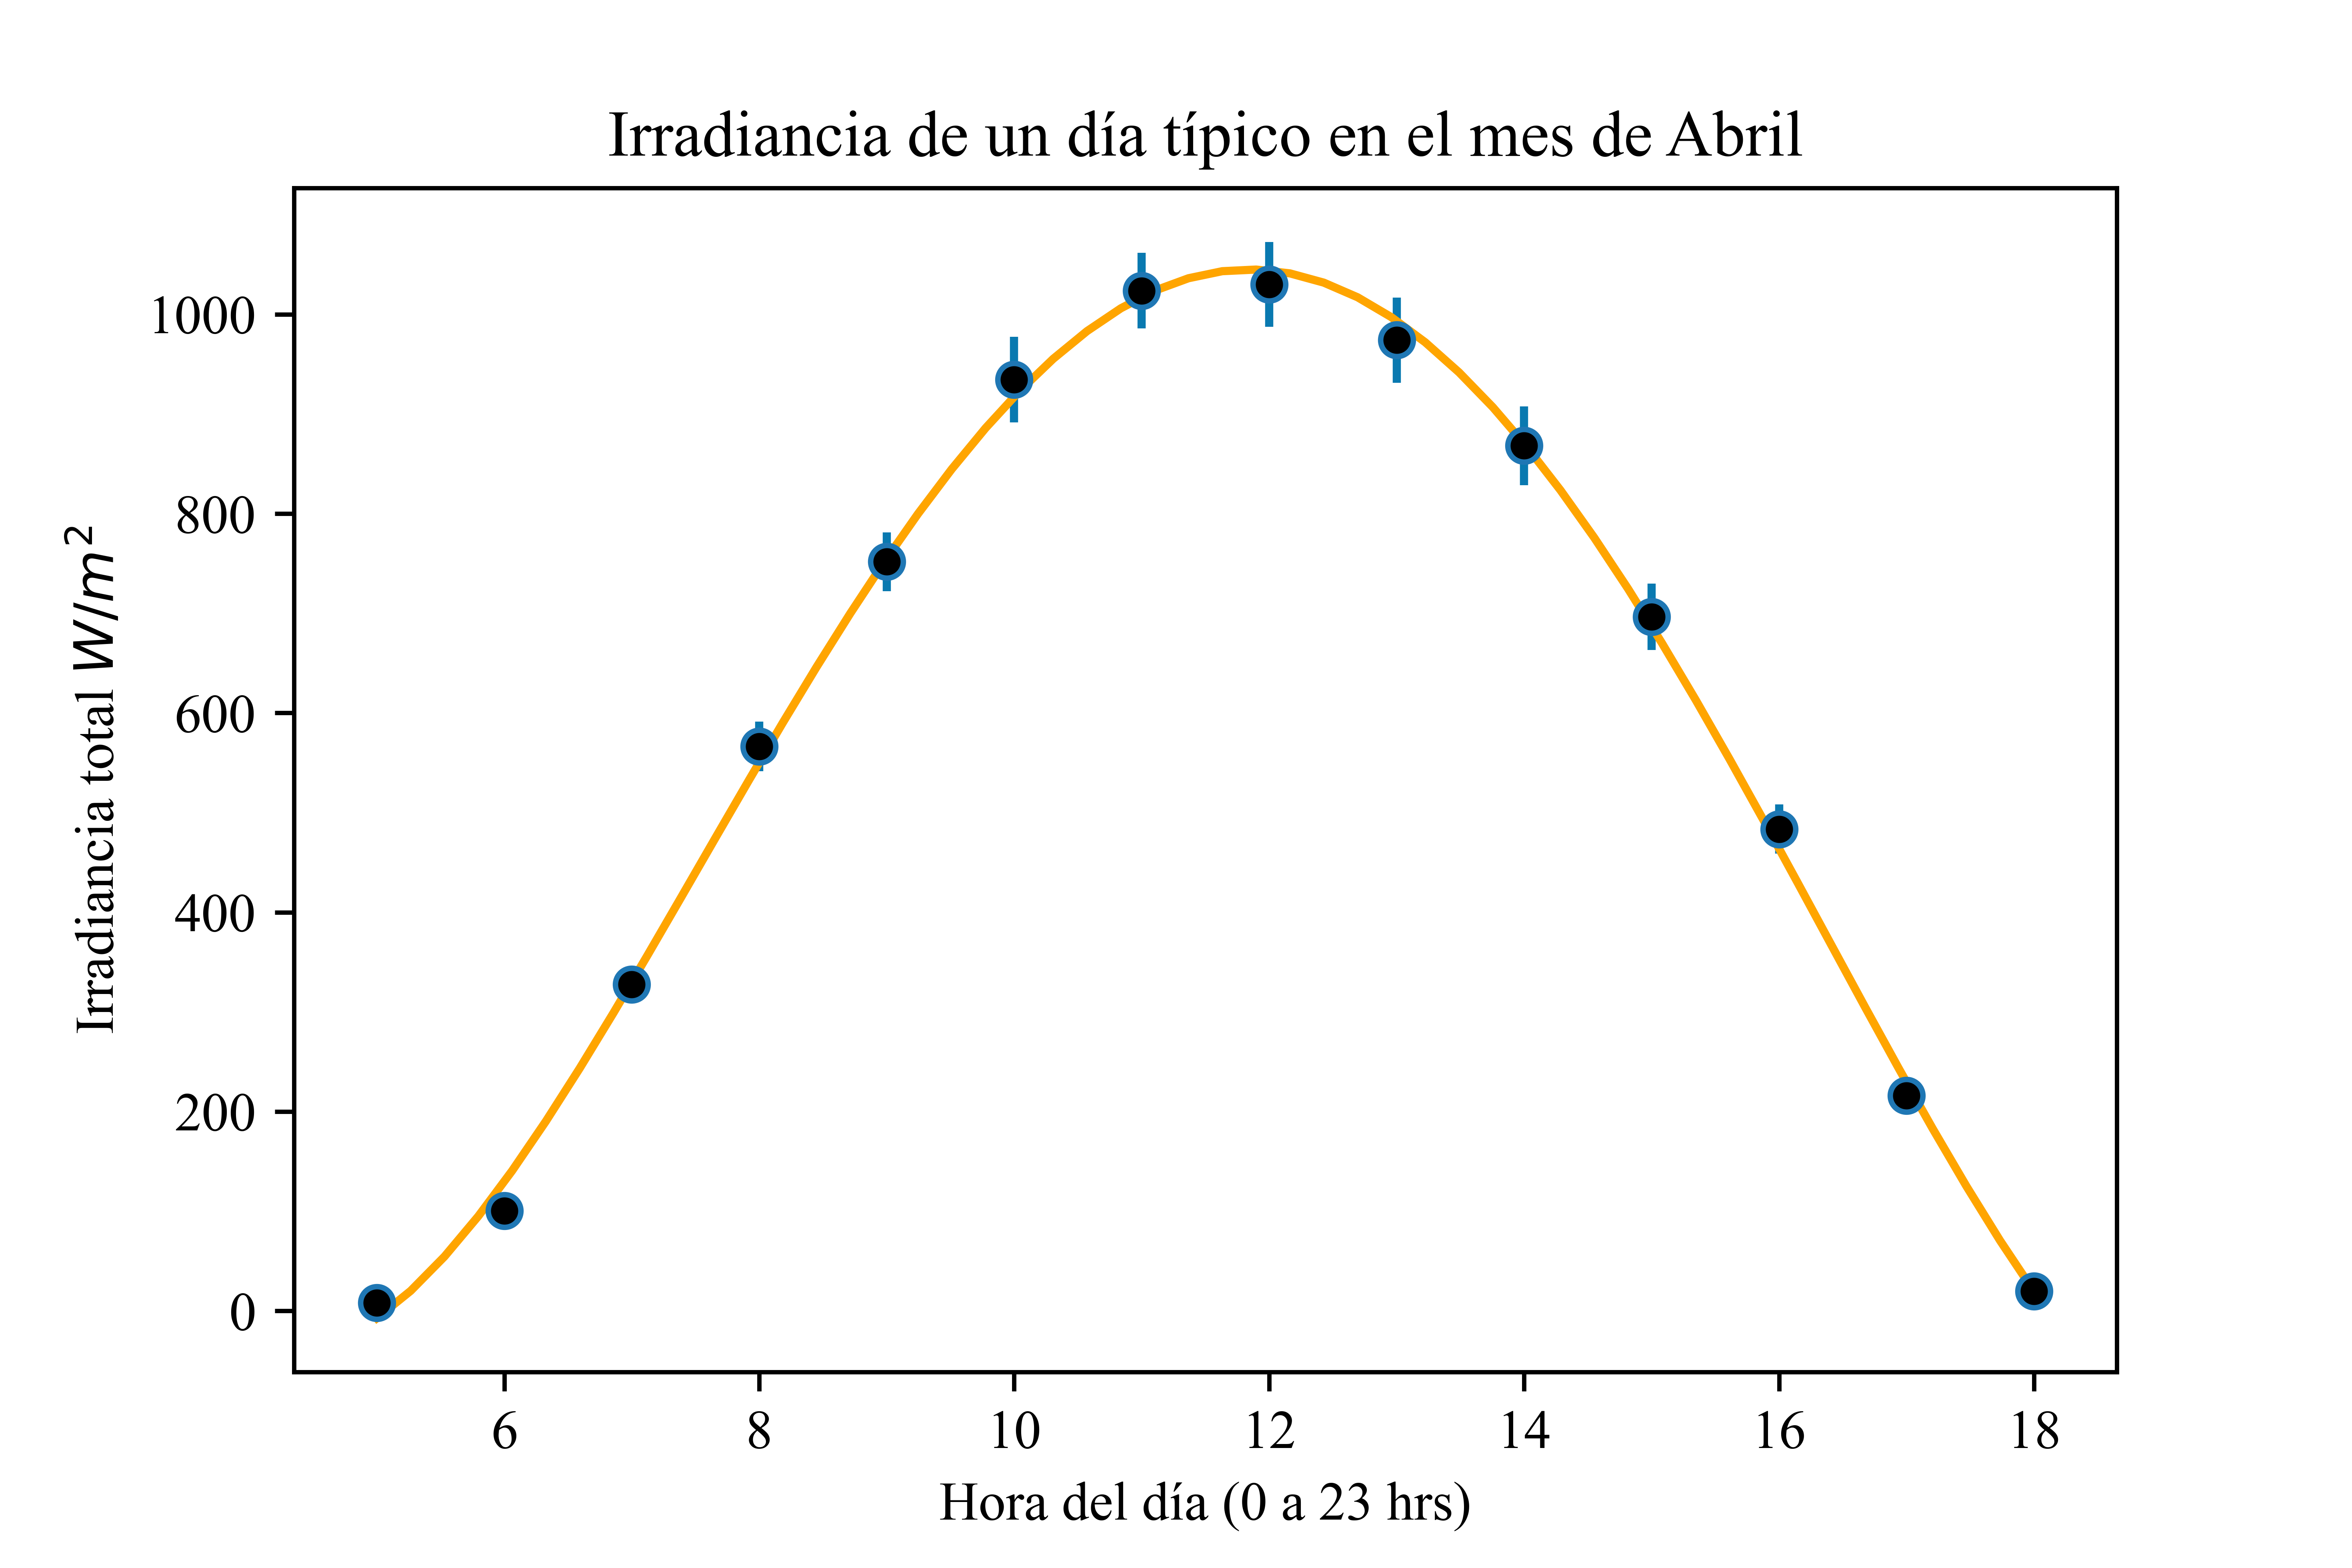 Irradiancia de un día típico en el mes de Abril
Irradiancia total W/m²
1000
800
600
400
200
0
6 8 10 12 14 16 18
Hora del día (0 a 23 hrs)